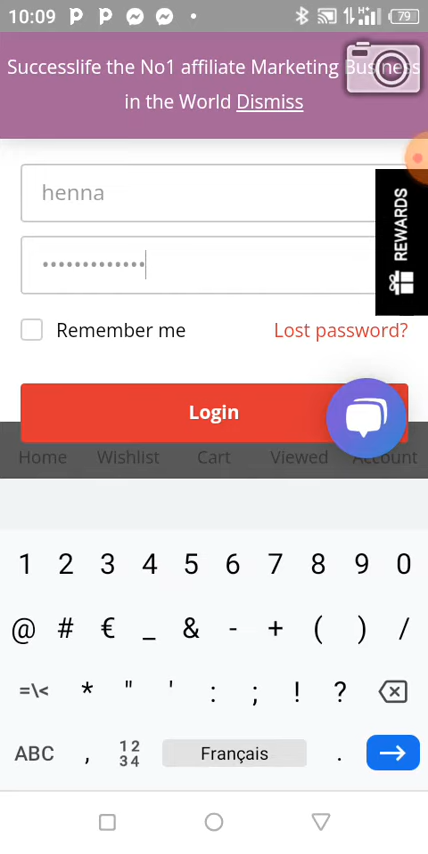 10:09
79
Successlife the No1 affiliate Marketing Business
in the World Dismiss
henna
REWARDS
Remember me
Lost password?
Login
Home Wishlist Cart Viewed Account
1 2 3 4 5 6 7 8 9 0
@ # € _ & - + ( ) /
=\< * " ' : ; ! ?
ABC , 12 34 Français .